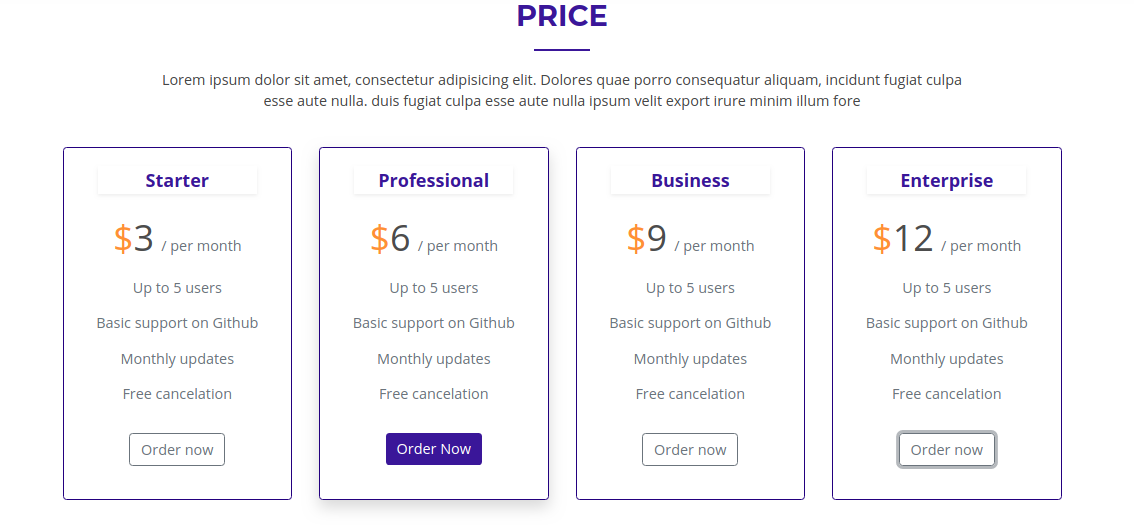 PRICE
Lorem ipsum dolor sit amet, consectetur adipisicing elit. Dolores quae porro consequatur aliquam, incidunt fugiat culpa
esse aute nulla. duis fugiat culpa esse aute nulla ipsum velit export irure minim illum fore
Starter
$3 / per month
Up to 5 users
Basic support on Github
Monthly updates
Free cancelation
Order now
Professional
$6 / per month
Up to 5 users
Basic support on Github
Monthly updates
Free cancelation
Order Now
Business
$9 / per month
Up to 5 users
Basic support on Github
Monthly updates
Free cancelation
Order now
Enterprise
$12 / per month
Up to 5 users
Basic support on Github
Monthly updates
Free cancelation
Order now